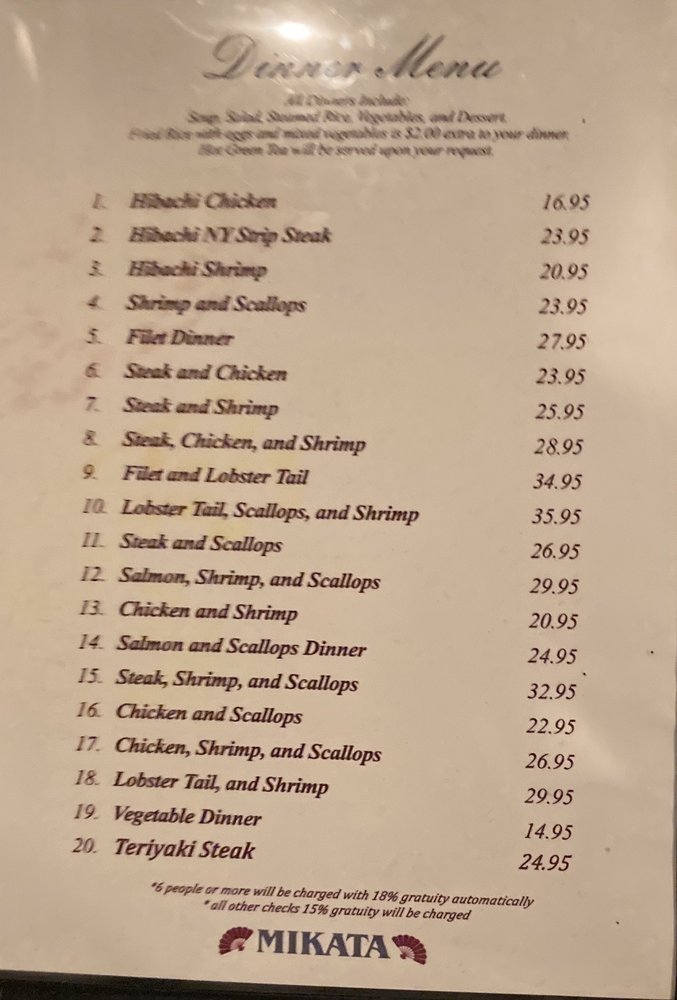 Dinner Menu
All Dinners Include:
Soup, Salad, Steamed Rice, Vegetables, and Dessert.
Fried Rice with eggs and mixed vegetables is $2.00 extra to your dinner.
Hot Green Tea will be served upon your request.
1. Hibachi Chicken 16.95
2. Hibachi NY Strip Steak 23.95
3. Hibachi Shrimp 20.95
4. Shrimp and Scallops 23.95
5. Filet Dinner 27.95
6. Steak and Chicken 23.95
7. Steak and Shrimp 25.95
8. Steak, Chicken, and Shrimp 28.95
9. Filet and Lobster Tail 34.95
10. Lobster Tail, Scallops, and Shrimp 35.95
11. Steak and Scallops 26.95
12. Salmon, Shrimp, and Scallops 29.95
13. Chicken and Shrimp 20.95
14. Salmon and Scallops Dinner 24.95
15. Steak, Shrimp, and Scallops 32.95
16. Chicken and Scallops 22.95
17. Chicken, Shrimp, and Scallops 26.95
18. Lobster Tail, and Shrimp 29.95
19. Vegetable Dinner 14.95
20. Teriyaki Steak 24.95
*6 people or more will be charged with 18% gratuity automatically
* all other checks 15% gratuity will be charged
MIKATA